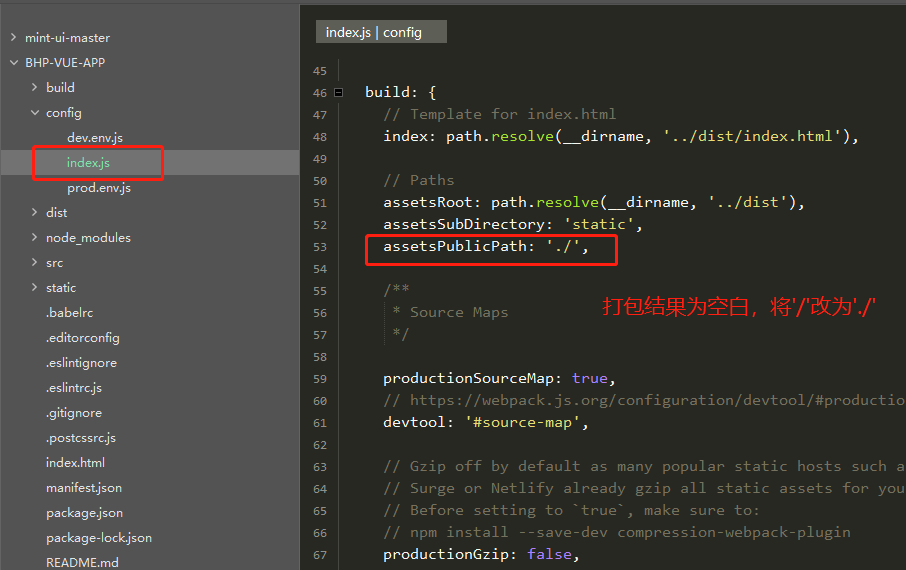 mint-ui-master
BHP-VUE-APP
build
config
dev.env.js
index.js
prod.env.js
dist
node_modules
src
static
.babelrc
.editorconfig
.eslintignore
.eslintrc.js
.gitignore
.postcssrc.js
index.html
manifest.json
package.json
package-lock.json
README.md
index.js | config
45
46 build: {
47 // Template for index.html
48 index: path.resolve(__dirname, '../dist/index.html'),
49
50 // Paths
51 assetsRoot: path.resolve(__dirname, '../dist'),
52 assetsSubDirectory: 'static',
53 assetsPublicPath: './',
54
55 /**
56 * Source Maps
打包结果为空白，将'/'改为'./'
57 */
58
59 productionSourceMap: true,
60 // https://webpack.js.org/configuration/devtool/#productio
61 devtool: '#source-map',
62
63 // Gzip off by default as many popular static hosts such a
64 // Surge or Netlify already gzip all static assets for you
65 // Before setting to `true`, make sure to:
66 // npm install --save-dev compression-webpack-plugin
67 productionGzip: false,